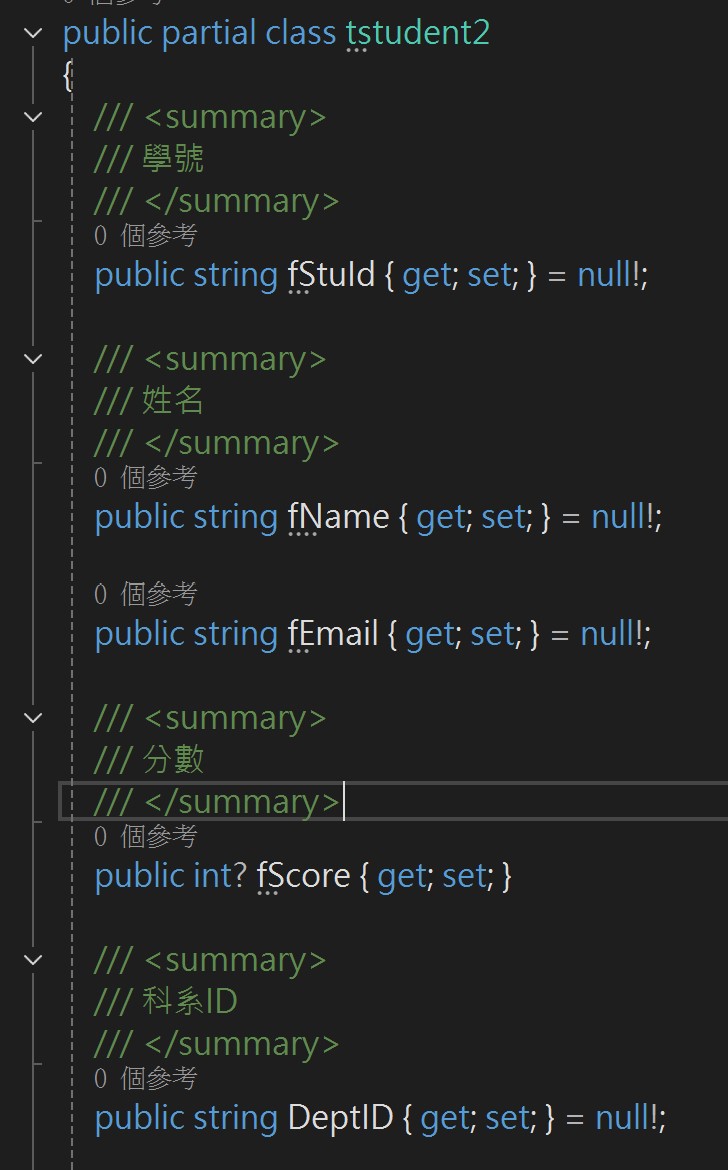 public partial class tstudent2
{
/// <summary>
/// 學號
/// </summary>
0 個參考
public string fStuId { get; set; } = null!;
/// <summary>
/// 姓名
/// </summary>
0 個參考
public string fName { get; set; } = null!;
0 個參考
public string fEmail { get; set; } = null!;
/// <summary>
/// 分數
/// </summary>
0 個參考
public int? fScore { get; set; }
/// <summary>
/// 科系ID
/// </summary>
0 個參考
public string DeptID { get; set; } = null!;